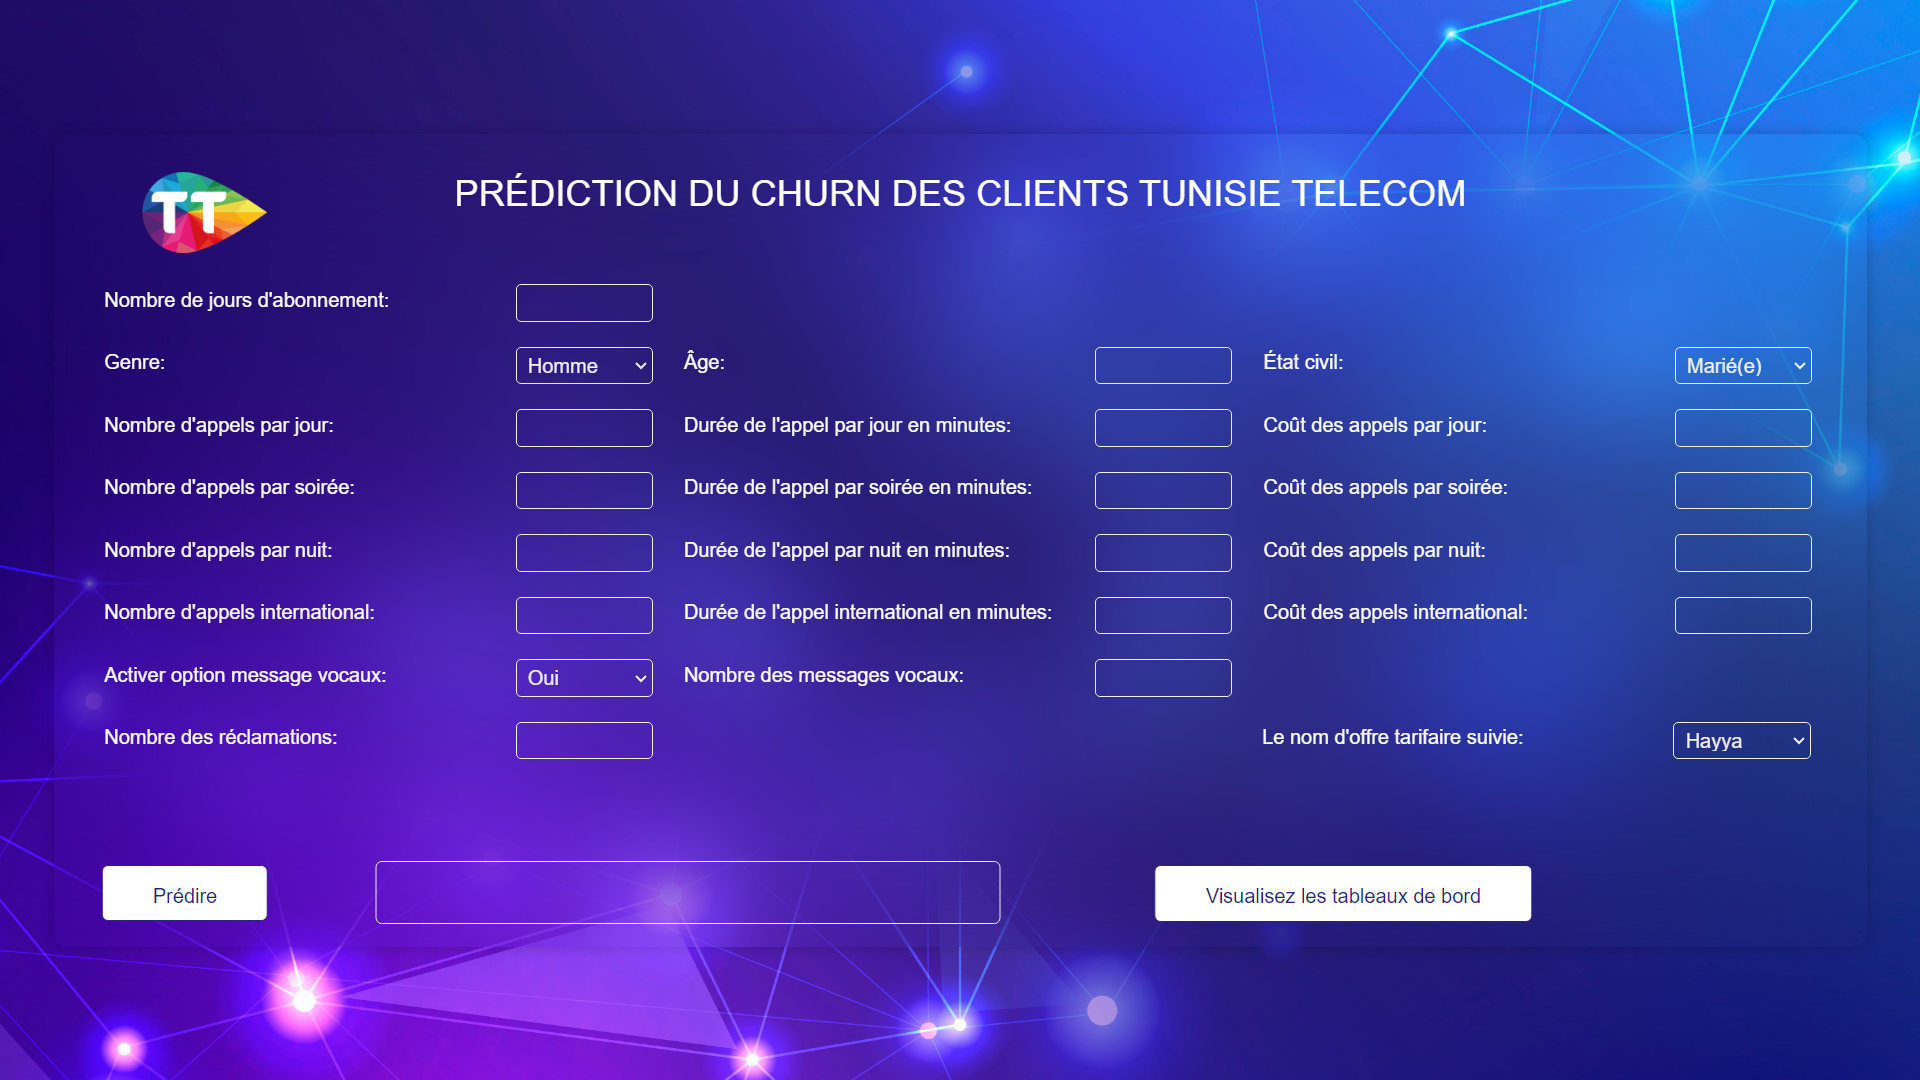 TT
PRÉDICTION DU CHURN DES CLIENTS TUNISIE TELECOM
Nombre de jours d'abonnement:
Genre: Homme Âge: État civil: Marié(e)
Nombre d'appels par jour: Durée de l'appel par jour en minutes: Coût des appels par jour:
Nombre d'appels par soirée: Durée de l'appel par soirée en minutes: Coût des appels par soirée:
Nombre d'appels par nuit: Durée de l'appel par nuit en minutes: Coût des appels par nuit:
Nombre d'appels international: Durée de l'appel international en minutes: Coût des appels international:
Activer option message vocaux: Oui Nombre des messages vocaux:
Nombre des réclamations: Le nom d'offre tarifaire suivie: Hayya
Prédire Visualisez les tableaux de bord